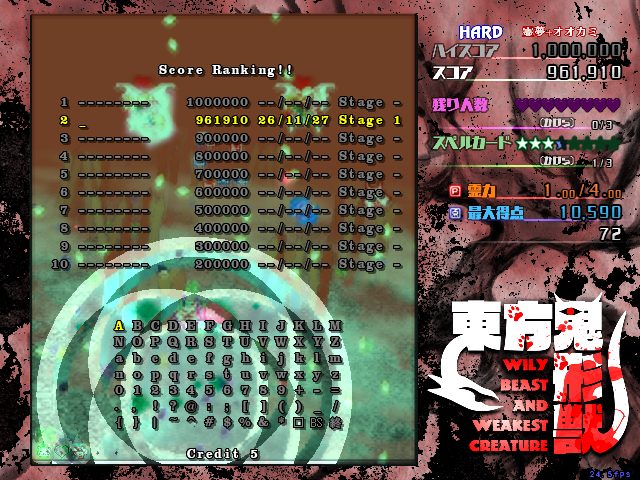 Score Ranking!!
1 -------- 1000000 --/--/-- Stage -
2 _ 961910 26/11/27 Stage 1
3 -------- 900000 --/--/-- Stage -
4 -------- 800000 --/--/-- Stage -
5 -------- 700000 --/--/-- Stage -
6 -------- 600000 --/--/-- Stage -
7 -------- 500000 --/--/-- Stage -
8 -------- 400000 --/--/-- Stage -
9 -------- 300000 --/--/-- Stage -
10 -------- 200000 --/--/-- Stage -
A B C D E F G H I J K L M
N O P Q R S T U V W X Y Z
a b c d e f g h i j k l m
n o p q r s t u v w x y z
0 1 2 3 4 5 6 7 8 9 + - =
. , ! ? @ : ; [ ] ( ) _ /
{ } | ~ ^ # $ % & * □ BS 終
Credit 5
HARD 霊夢+オオカミ
ハイスコア 1,000,000
スコア 961,910
残り人数
(かけら) 0/3
スペルカード ★★★
(かけら) 1/3
P 霊力 1.00/4.00
最大得点 10,590
72
東方鬼形獣
WILY
BEAST
AND
WEAKEST
CREATURE